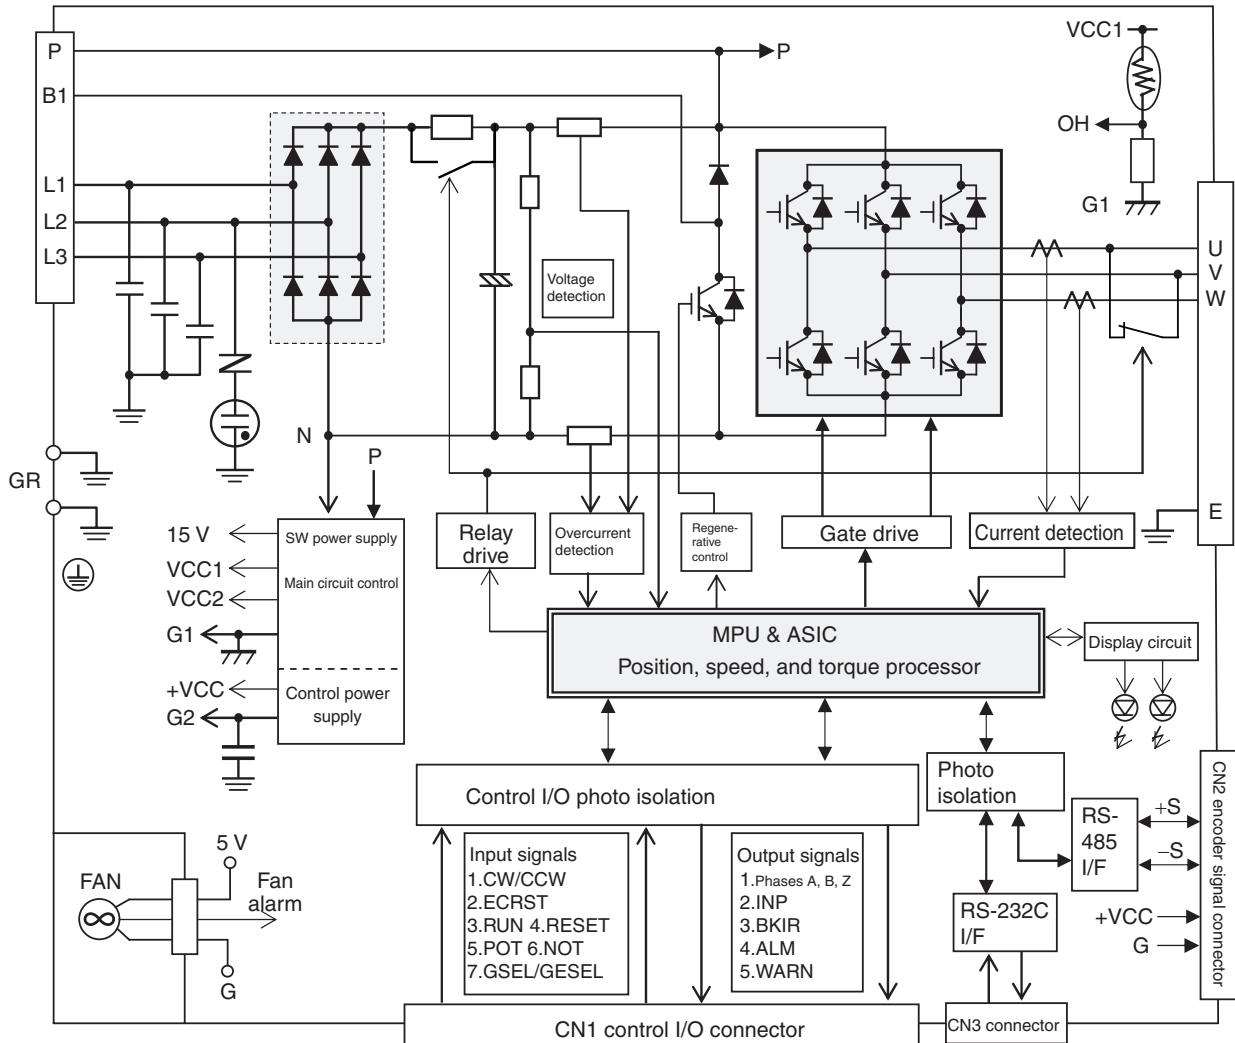 P
P
VCC1
B1
OH
L1
G1
L2
U
L3
V
Voltage
detection
W
N
P
GR
E
15 V
SW power supply
Relay
drive
Overcurrent
detection
Regene-
rative
control
Gate drive
Current detection
VCC1
Main circuit control
VCC2
G1
MPU & ASIC
Position, speed, and torque processor
Display circuit
+VCC
Control power
supply
G2
Control I/O photo isolation
Photo
isolation
RS-
485
I/F
+S
–S
CN2 encoder signal connector
5 V
FAN
Fan
alarm
G
Input signals
1.CW/CCW
2.ECRST
3.RUN 4.RESET
5.POT 6.NOT
7.GSEL/GESEL
Output signals
1.Phases A, B, Z
2.INP
3.BKIR
4.ALM
5.WARN
RS-232C
I/F
+VCC
G
CN1 control I/O connector
CN3 connector